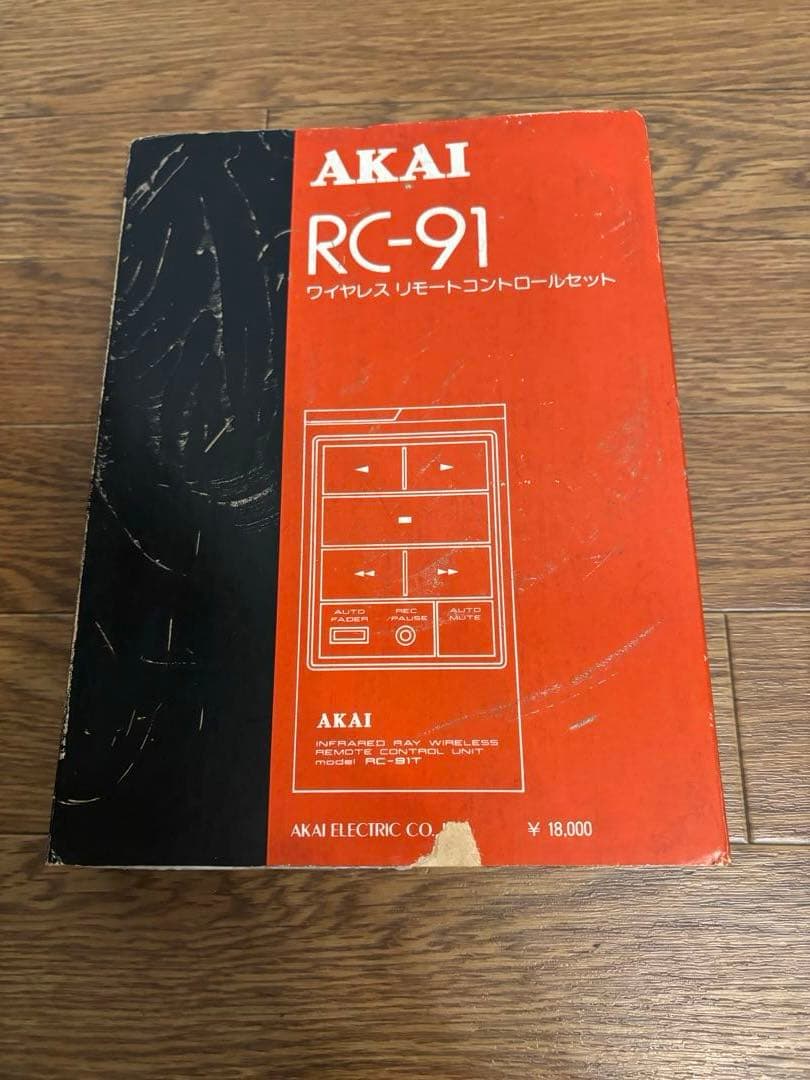 AKAI
RC-91
ワイヤレス リモートコントロールセット
AUTO FADER
REC /PAUSE
AUTO MUTE
AKAI
INFRARED RAY WIRELESS
REMOTE CONTROL UNIT
model RC-91T
AKAI ELECTRIC CO., ¥ 18,000